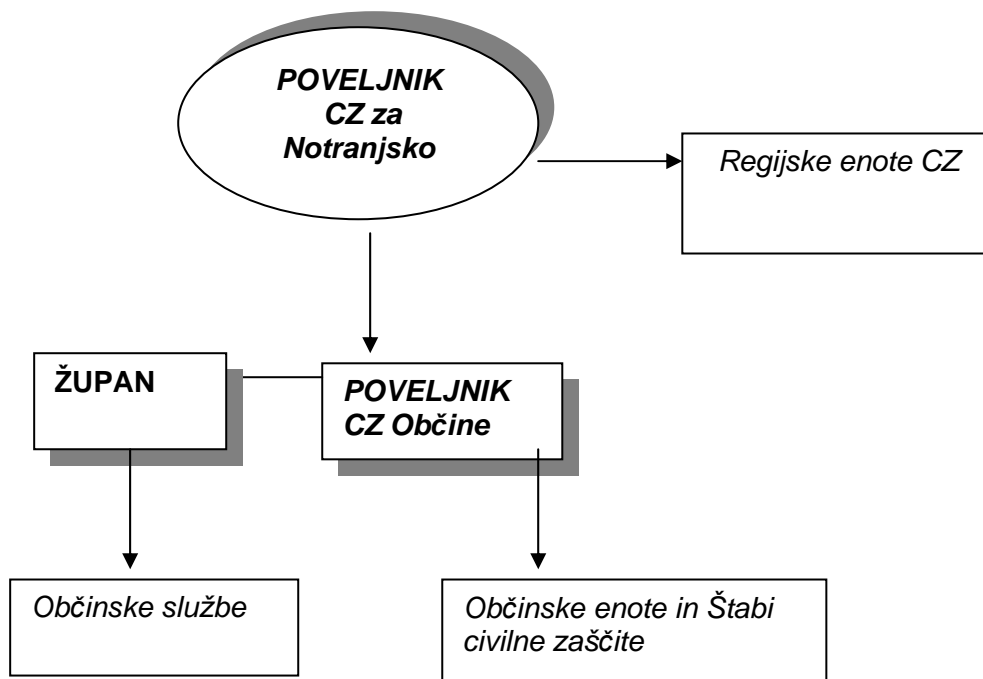 POVELJNIK
CZ za
Notranjsko
Regijske enote CZ
ŽUPAN
POVELJNIK
CZ Občine
Občinske službe
Občinske enote in Štabi
civilne zaščite